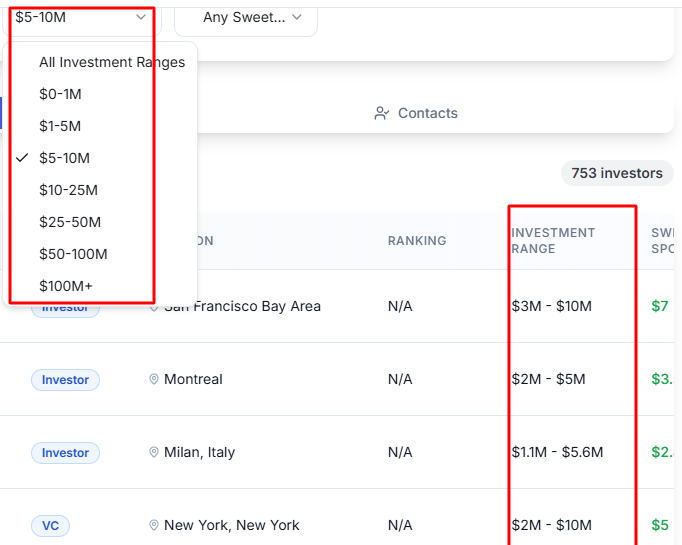 $5-10M
Any Sweet...
All Investment Ranges
$0-1M
$1-5M
$5-10M
$10-25M
$25-50M
$50-100M
$100M+
Contacts
753 investors
ON
RANKING
INVESTMENT
RANGE
SWE
SPO
Investor
San Francisco Bay Area
N/A
$3M - $10M
$7
Investor
Montreal
N/A
$2M - $5M
$3.
Investor
Milan, Italy
N/A
$1.1M - $5.6M
$2.
VC
New York, New York
N/A
$2M - $10M
$5